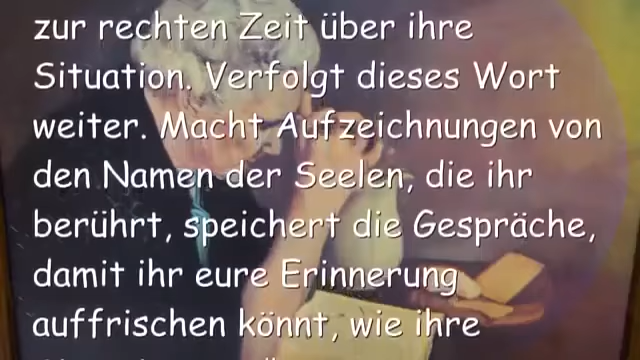 zur rechten Zeit über ihre
Situation. Verfolgt dieses Wort
weiter. Macht Aufzeichnungen von
den Namen der Seelen, die ihr
berührt, speichert die Gespräche,
damit ihr eure Erinnerung
auffrischen könnt, wie ihre